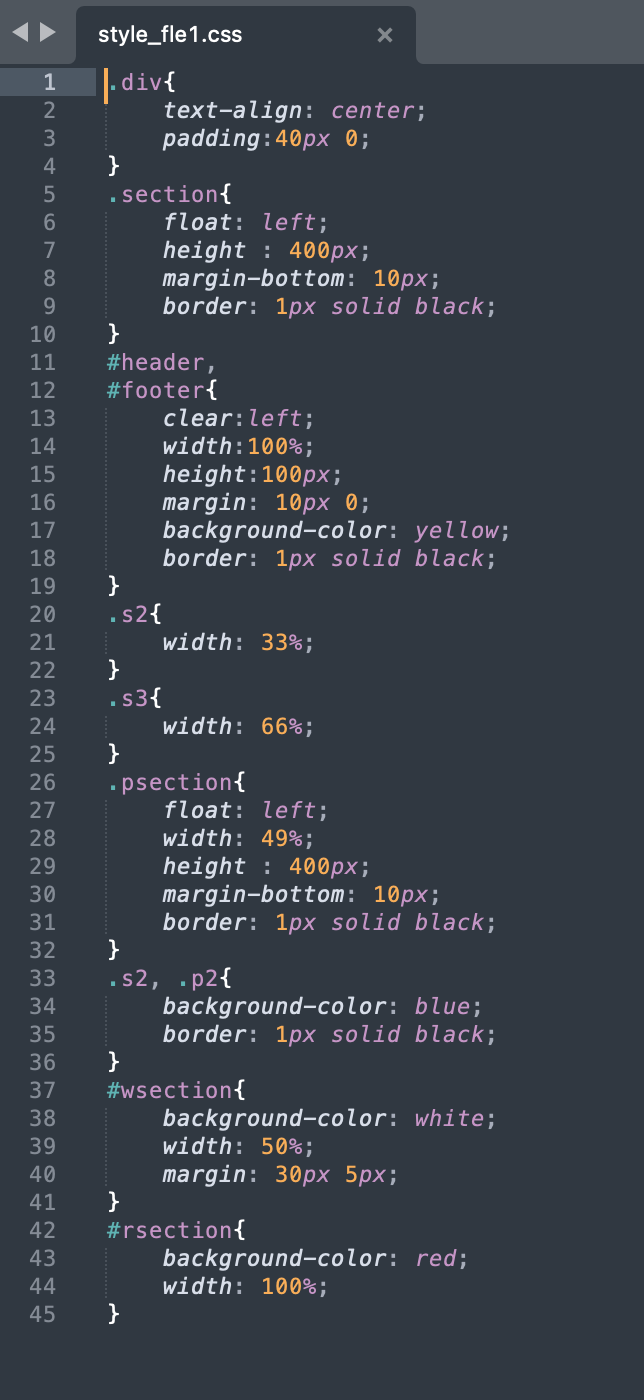 style_fle1.css ×
1 .div{
2     text-align: center;
3     padding:40px 0;
4 }
5 .section{
6     float: left;
7     height : 400px;
8     margin-bottom: 10px;
9     border: 1px solid black;
10 }
11 #header,
12 #footer{
13     clear:left;
14     width:100%;
15     height:100px;
16     margin: 10px 0;
17     background-color: yellow;
18     border: 1px solid black;
19 }
20 .s2{
21     width: 33%;
22 }
23 .s3{
24     width: 66%;
25 }
26 .psection{
27     float: left;
28     width: 49%;
29     height : 400px;
30     margin-bottom: 10px;
31     border: 1px solid black;
32 }
33 .s2, .p2{
34     background-color: blue;
35     border: 1px solid black;
36 }
37 #wsection{
38     background-color: white;
39     width: 50%;
40     margin: 30px 5px;
41 }
42 #rsection{
43     background-color: red;
44     width: 100%;
45 }